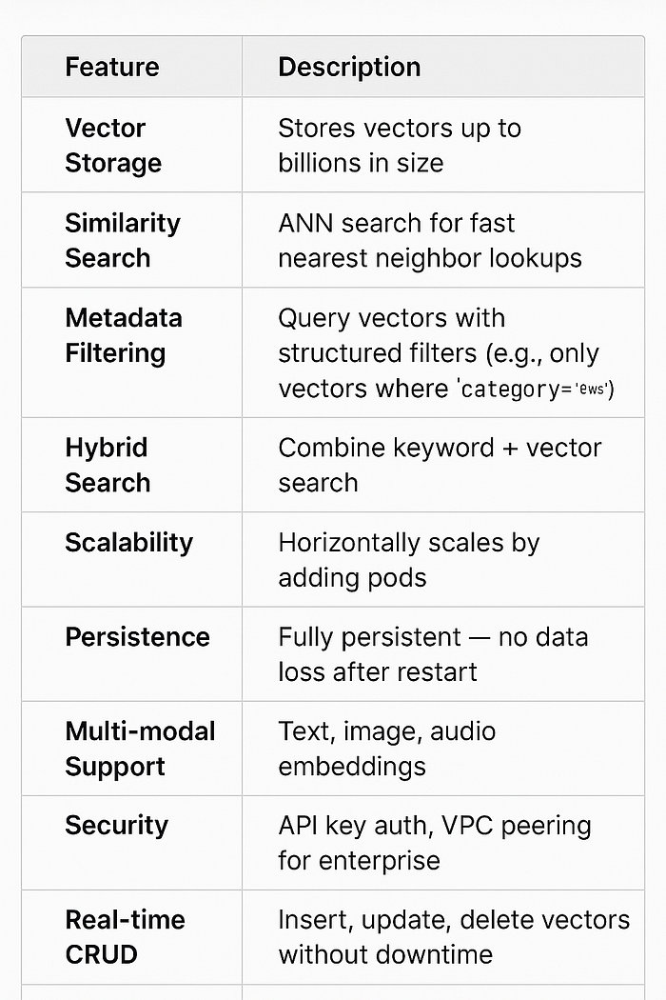 Feature Description
Vector Stores vectors up to
Storage billions in size
Similarity ANN search for fast
Search nearest neighbor lookups
Metadata Query vectors with
Filtering structured filters (e.g., only
vectors where 'category='ews')
Hybrid Combine keyword + vector
Search search
Scalability Horizontally scales by
adding pods
Persistence Fully persistent — no data
loss after restart
Multi-modal Text, image, audio
Support embeddings
Security API key auth, VPC peering
for enterprise
Real-time Insert, update, delete vectors
CRUD without downtime